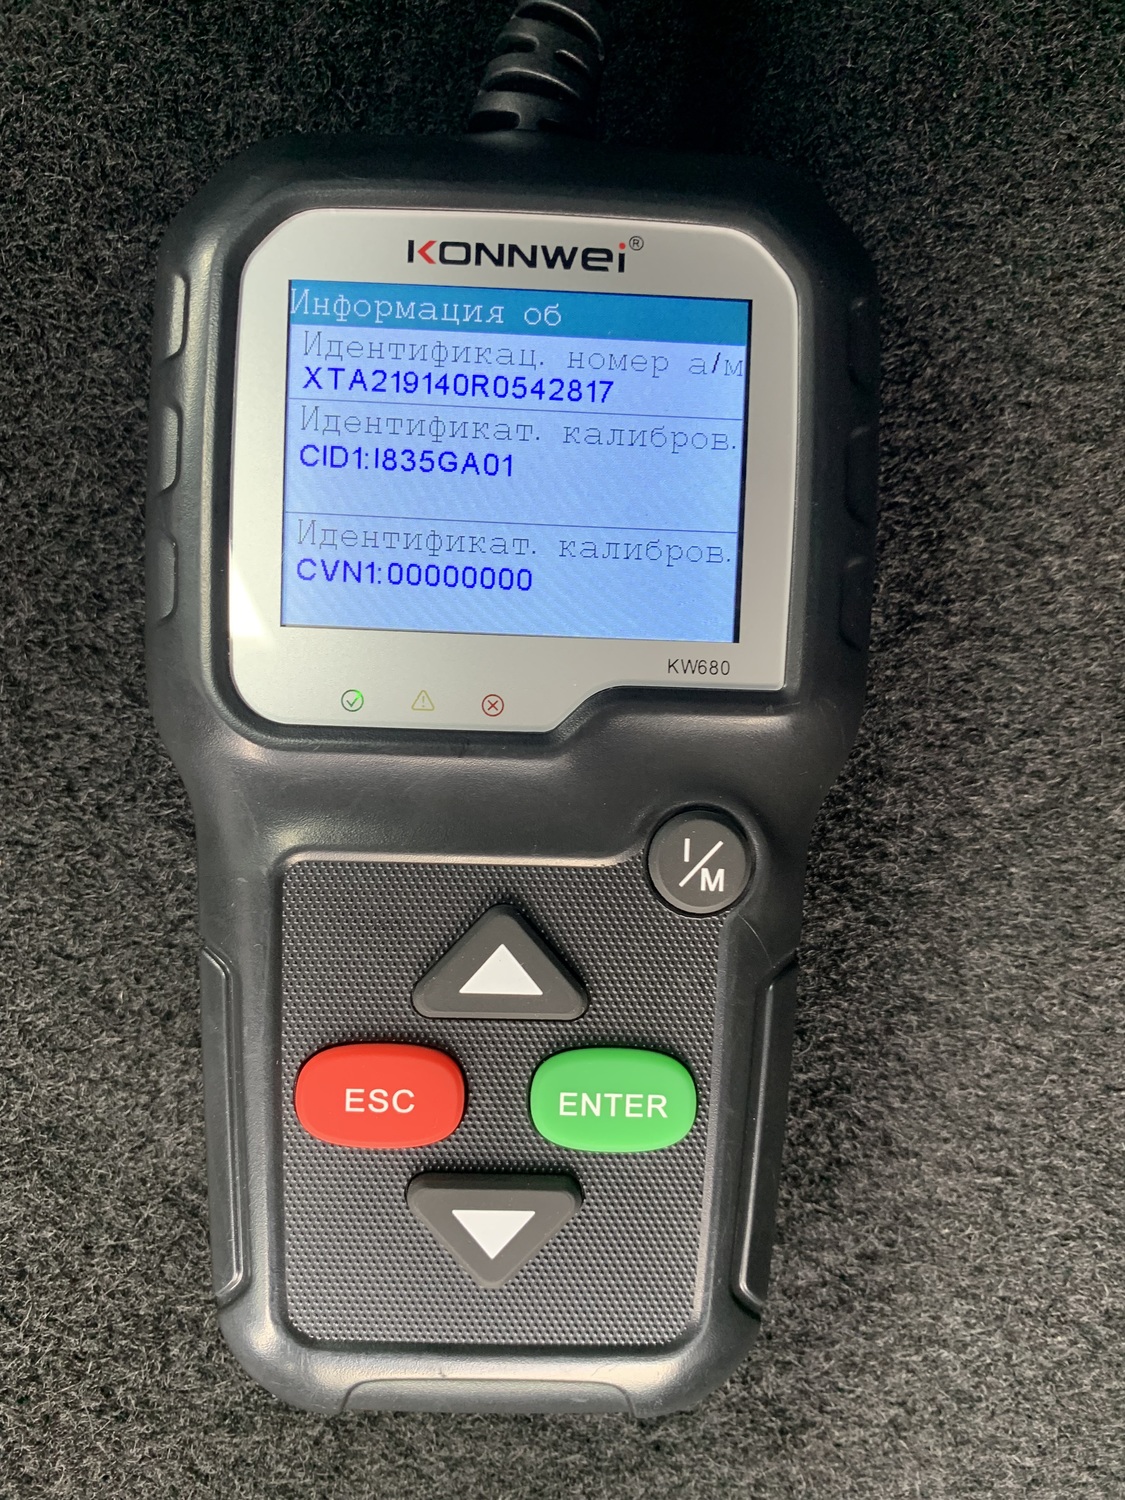 KONNWEI®
Информация об
Идентификац. номер а/м
XTA219140R0542817
Идентификат. калибров.
CID1:I835GA01
Идентификат. калибров.
CVN1:00000000
KW680
I/M
ESC
ENTER